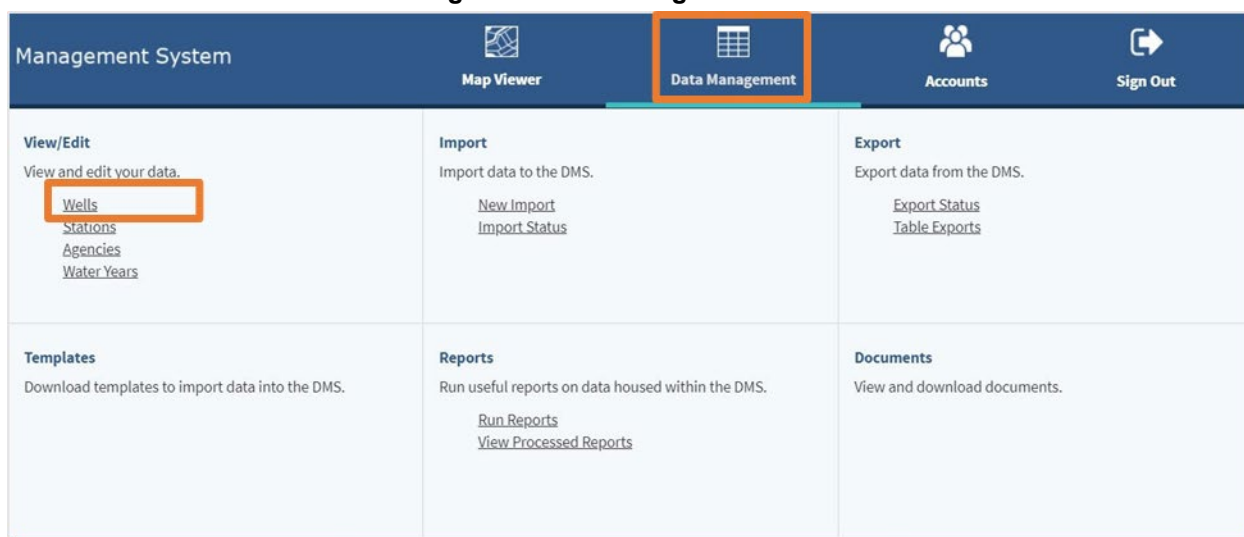 Management System
Map Viewer
Data Management
Accounts
Sign Out
View/Edit
View and edit your data.
Wells
Stations
Agencies
Water Years
Import
Import data to the DMS.
New Import
Import Status
Export
Export data from the DMS.
Export Status
Table Exports
Templates
Download templates to import data into the DMS.
Reports
Run useful reports on data housed within the DMS.
Run Reports
View Processed Reports
Documents
View and download documents.